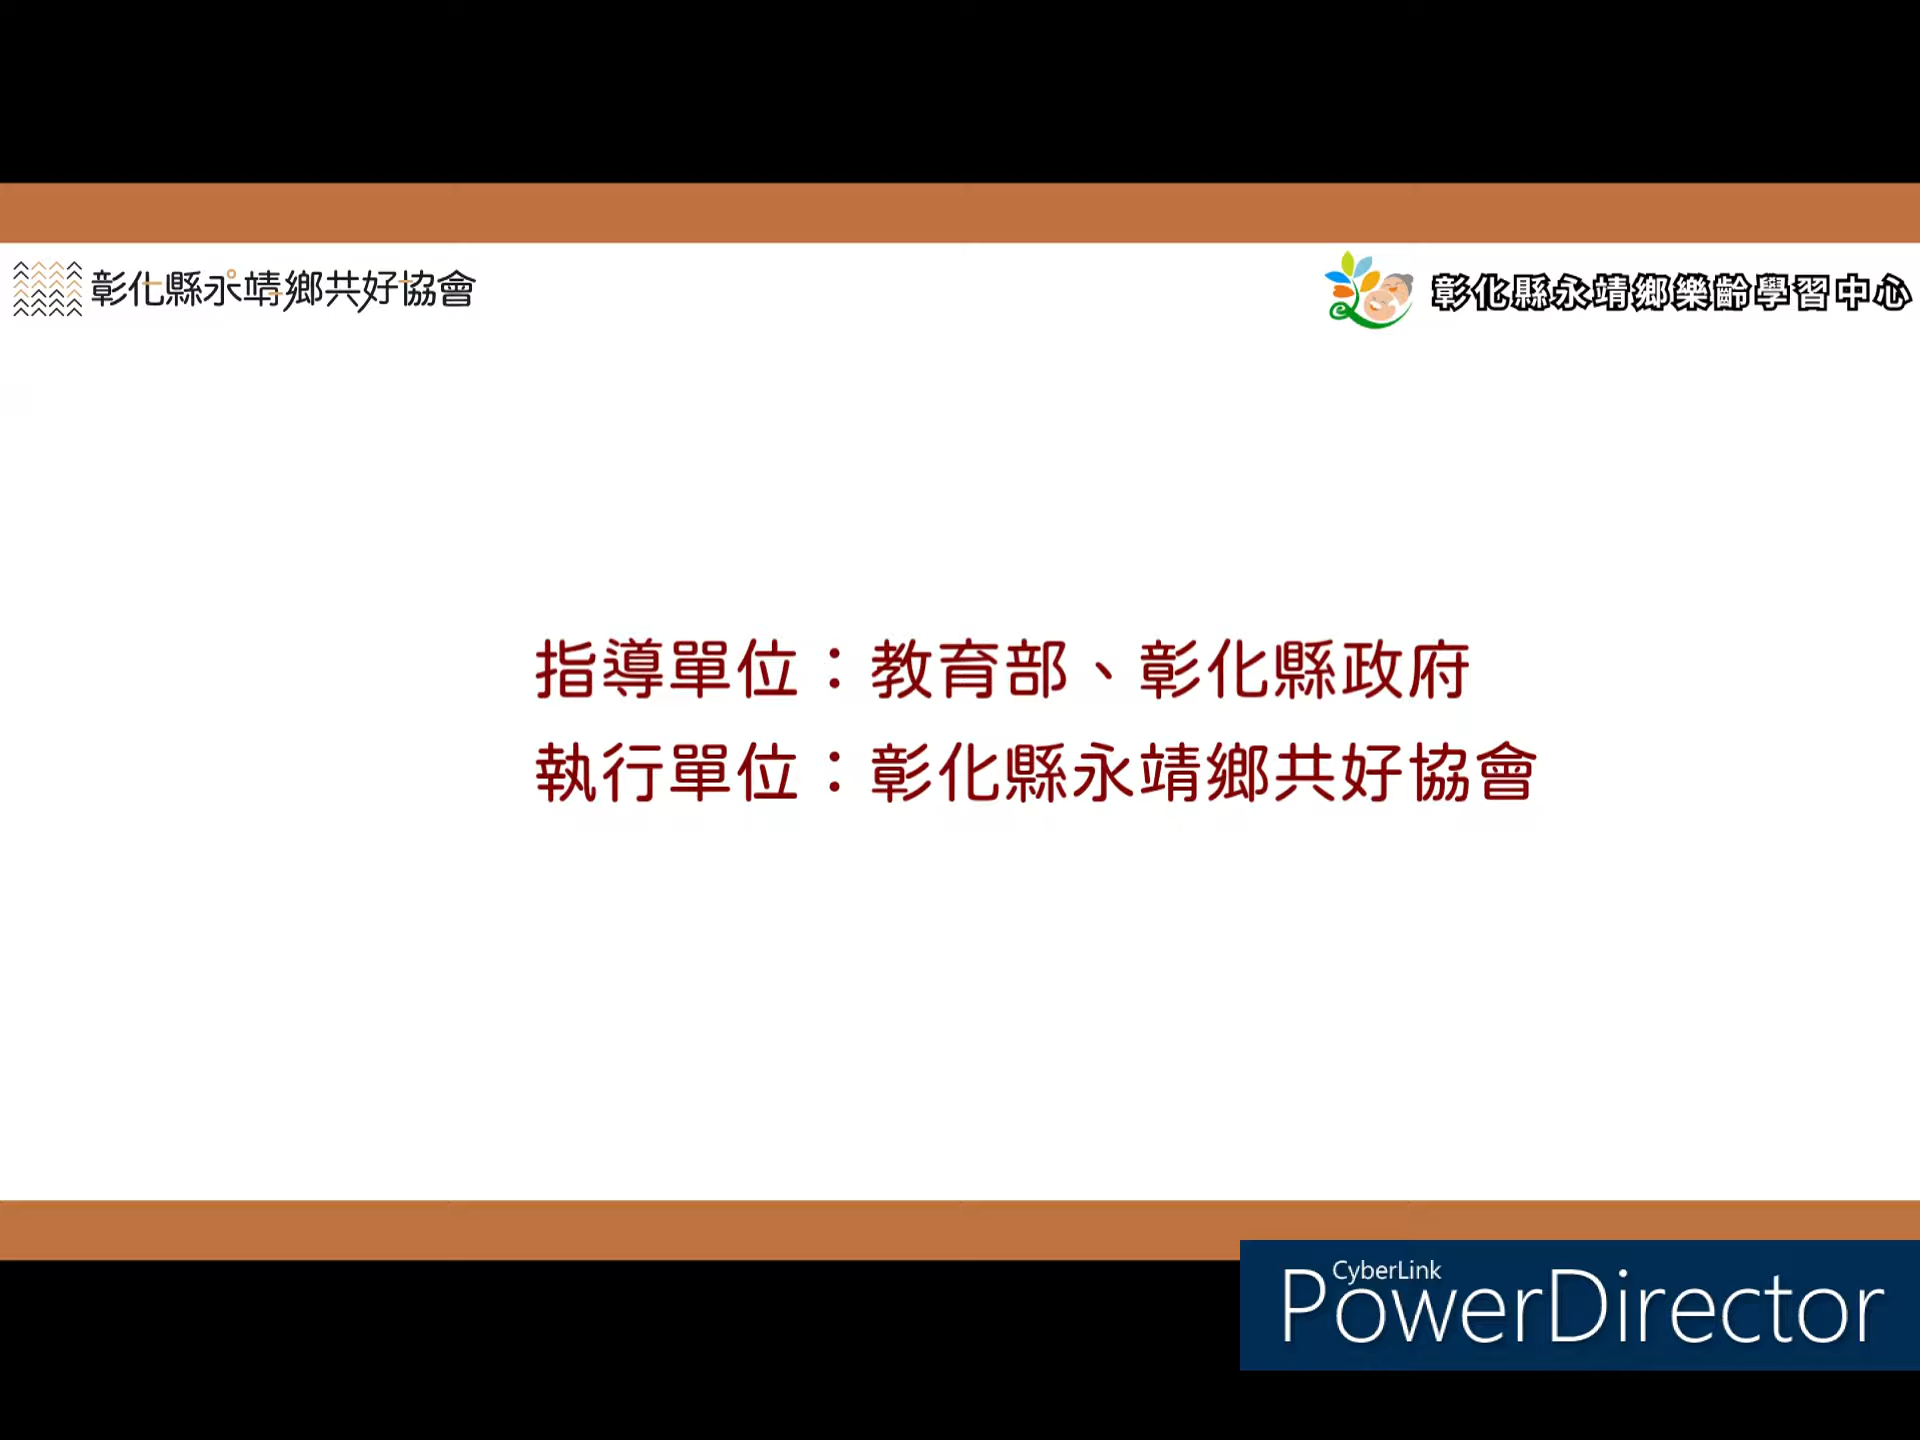 彰化縣永靖鄉共好協會
彰化縣永靖鄉樂齡學習中心
指導單位：教育部、彰化縣政府
執行單位：彰化縣永靖鄉共好協會
CyberLink
PowerDirector